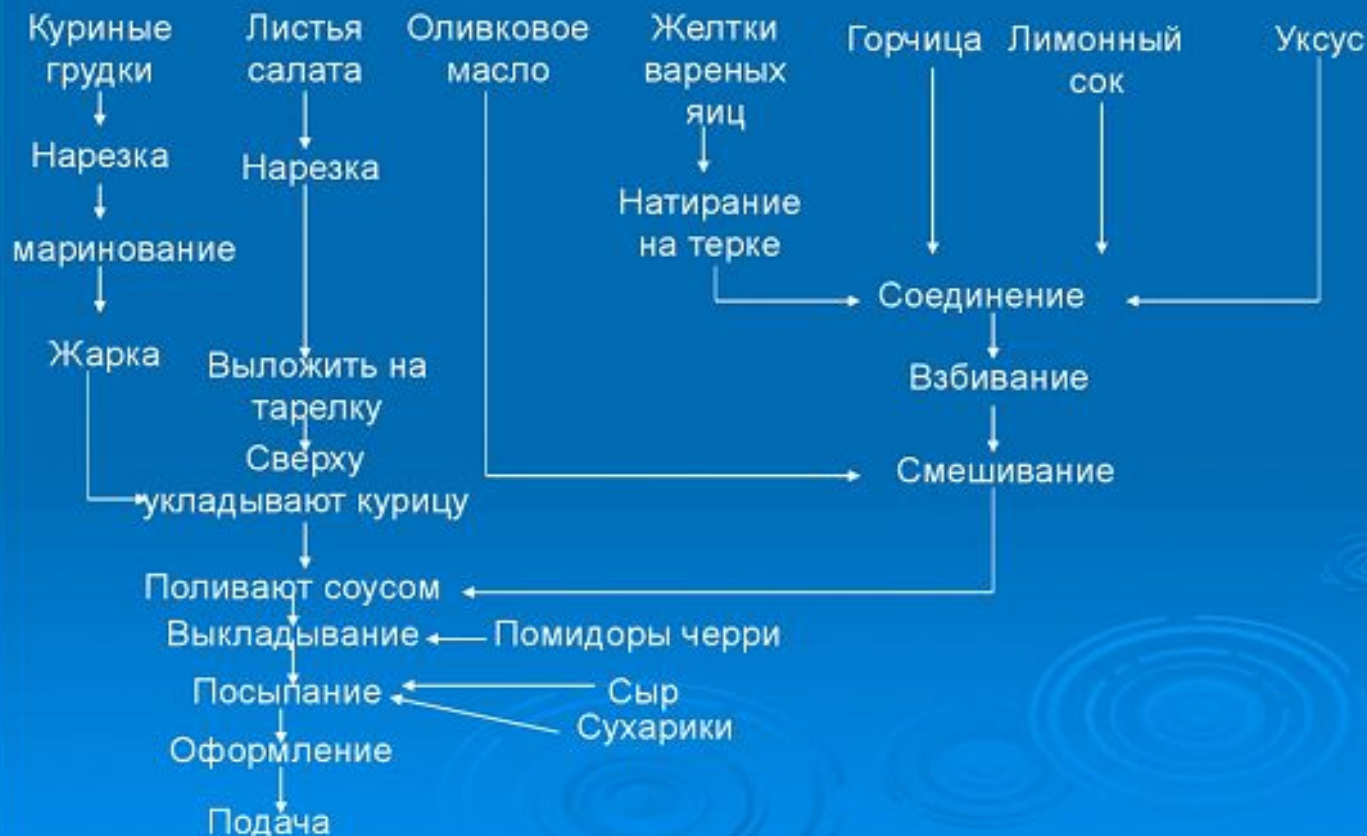 Куриные
грудки
Листья
салата
Оливковое
масло
Желтки
вареных
яиц
Горчица
Лимонный
сок
Уксус
Нарезка
Нарезка
Натирание
на терке
маринование
Соединение
Жарка
Выложить на
тарелку
Взбивание
Сверху
укладывают курицу
Смешивание
Поливают соусом
Выкладывание
Помидоры черри
Посыпание
Сыр
Сухарики
Оформление
Подача